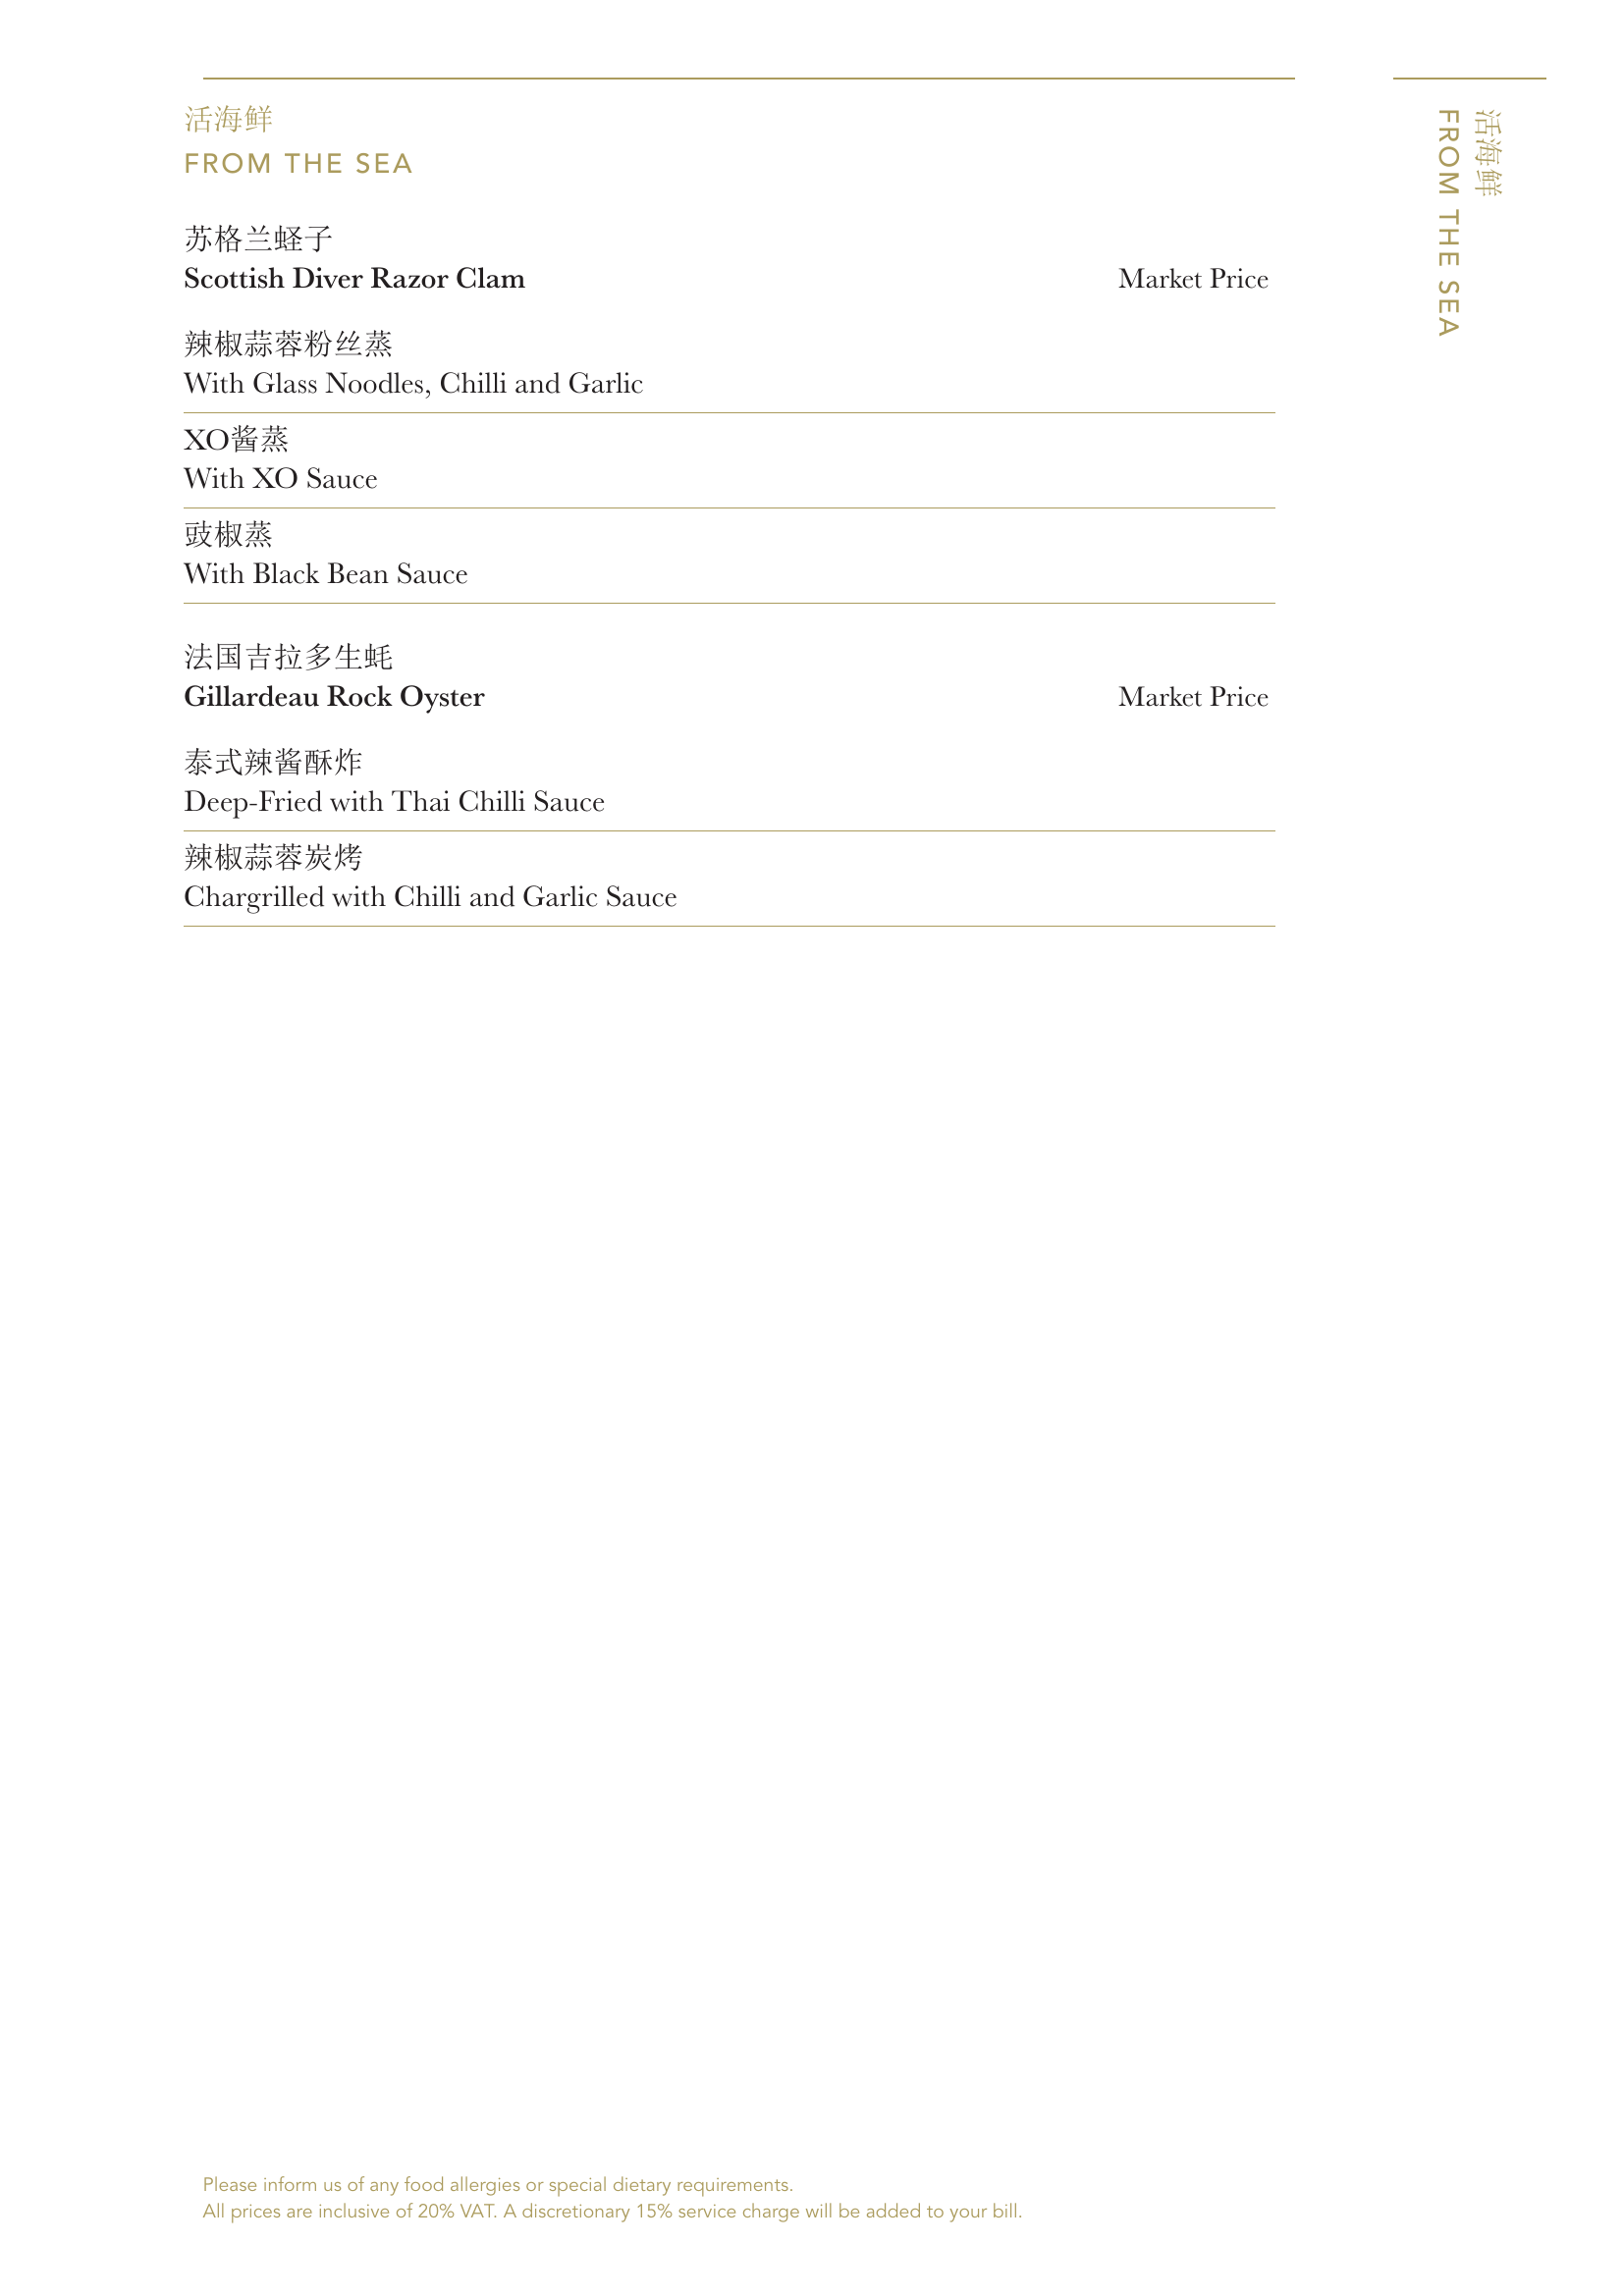 活海鲜
FROM THE SEA
苏格兰蛏子
Scottish Diver Razor Clam Market Price
辣椒蒜蓉粉丝蒸
With Glass Noodles, Chilli and Garlic
XO酱蒸
With XO Sauce
豉椒蒸
With Black Bean Sauce
法国吉拉多生蚝
Gillardeau Rock Oyster Market Price
泰式辣酱酥炸
Deep-Fried with Thai Chilli Sauce
辣椒蒜蓉炭烤
Chargrilled with Chilli and Garlic Sauce
活海鲜
FROM THE SEA
Please inform us of any food allergies or special dietary requirements.
All prices are inclusive of 20% VAT. A discretionary 15% service charge will be added to your bill.